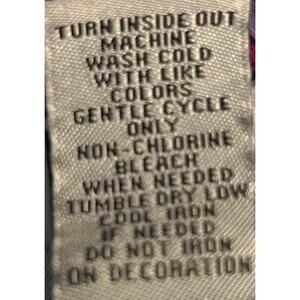 TURN INSIDE OUT
MACHINE
WASH COLD
WITH LIKE
COLORS
GENTLE CYCLE
ONLY
NON-CHLORINE
BLEACH
WHEN NEEDED
TUMBLE DRY LOW
COOL IRON
IF NEEDED
DO NOT IRON
ON DECORATION